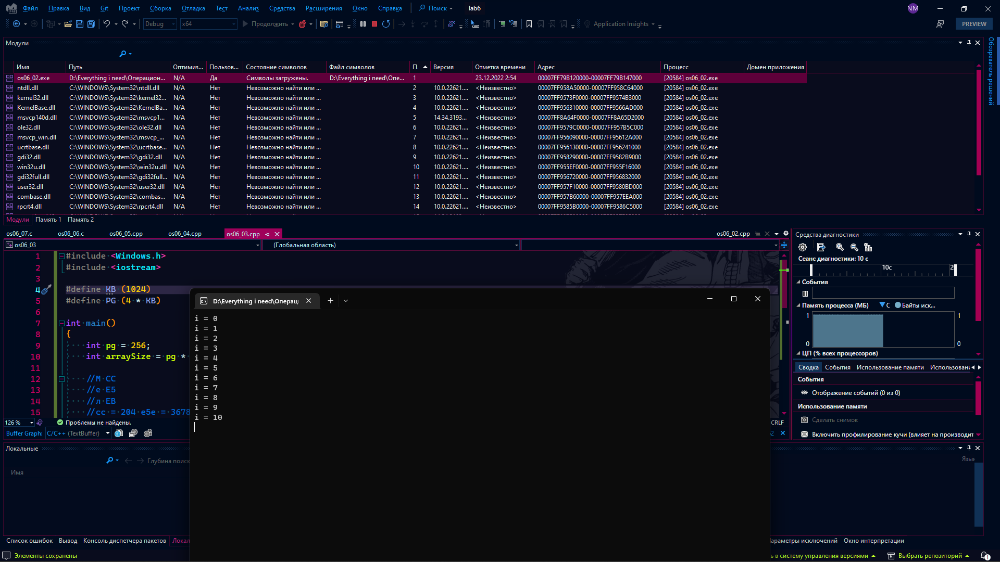 Файл Правка Вид Git Проект Сборка Отладка Тест Анализ Средства Расширения Окно Справка Поиск lab6 NM
Debug x64 Продолжить Application Insights PREVIEW
Модули
Имя Путь Оптимиз... Пользов... Состояние символов Файл символов П Версия Отметка времени Адрес Процесс Домен приложения
os06_02.exe D:\Everything i need\Операцион... N/A Да Символы загружены. D:\Everything i need\Опе... 1 23.12.2022 2:54 00007FF79B120000-00007FF79B147000 [20584] os06_02.exe
ntdll.dll C:\WINDOWS\System32\ntdll.dll N/A Нет Невозможно найти или ... 2 10.0.22621.... <Неизвестно> 00007FF958A50000-00007FF958C64000 [20584] os06_02.exe
kernel32.dll C:\WINDOWS\System32\kernel32... N/A Нет Невозможно найти или ... 3 10.0.22621.... <Неизвестно> 00007FF9573F0000-00007FF9574B3000 [20584] os06_02.exe
KernelBase.dll C:\WINDOWS\System32\KernelBa... N/A Нет Невозможно найти или ... 4 10.0.22621.... <Неизвестно> 00007FF956310000-00007FF9566AD000 [20584] os06_02.exe
msvcp140d.dll C:\WINDOWS\System32\msvcp1... N/A Нет Невозможно найти или ... 5 14.34.3193... <Неизвестно> 00007FF8A64F0000-00007FF8A65D2000 [20584] os06_02.exe
ole32.dll C:\WINDOWS\System32\ole32.dll N/A Нет Невозможно найти или ... 6 10.0.22621.... <Неизвестно> 00007FF9579C0000-00007FF957B5C000 [20584] os06_02.exe
msvcp_win.dll C:\WINDOWS\System32\msvcp_... N/A Нет Невозможно найти или ... 7 10.0.22621.... <Неизвестно> 00007FF956090000-00007FF95612A000 [20584] os06_02.exe
ucrtbase.dll C:\WINDOWS\System32\ucrtbase... N/A Нет Невозможно найти или ... 8 10.0.22621.... <Неизвестно> 00007FF956130000-00007FF956241000 [20584] os06_02.exe
gdi32.dll C:\WINDOWS\System32\gdi32.dll N/A Нет Невозможно найти или ... 9 10.0.22621.... <Неизвестно> 00007FF958290000-00007FF9582B9000 [20584] os06_02.exe
win32u.dll C:\WINDOWS\System32\win32u.dll N/A Нет Невозможно найти или ... 10 10.0.22621.... <Неизвестно> 00007FF955EF0000-00007FF955F16000 [20584] os06_02.exe
gdi32full.dll C:\WINDOWS\System32\gdi32full... N/A Нет Невозможно найти или ... 11 10.0.22621.... <Неизвестно> 00007FF956720000-00007FF956832000 [20584] os06_02.exe
user32.dll C:\WINDOWS\System32\user32.dll N/A Нет Невозможно найти или ... 12 10.0.22621.... <Неизвестно> 00007FF957F10000-00007FF9580BD000 [20584] os06_02.exe
combase.dll C:\WINDOWS\System32\combas... N/A Нет Невозможно найти или ... 13 10.0.22621.... <Неизвестно> 00007FF957B60000-00007FF957EEA000 [20584] os06_02.exe
rpcrt4.dll C:\WINDOWS\System32\rpcrt4.dll N/A Нет Невозможно найти или ... 14 10.0.22621.... <Неизвестно> 00007FF9585B0000-00007FF9586C5000 [20584] os06_02.exe
Модули Память 1 Память 2
Обозреватель решений
os06_07.c os06_06.c os06_05.cpp os06_04.cpp os06_03.cpp os06_02.cpp
os06_03 (Глобальная область)
1 #include <Windows.h>
2 #include <iostream>
3
4 #define KB (1024)
5 #define PG (4 * KB)
6
7 int main()
8 {
9 int pg = 256;
10 int arraySize = pg *
11
12 //М CC
13 //е E5
14 //л EB
15 //cc = 204 e5e = 3678
126 % Проблемы не найдены. CRLF
Buffer Graph: C/C++ (TextBuffer)
D:\Everything i need\Операц
i = 0
i = 1
i = 2
i = 3
i = 4
i = 5
i = 6
i = 7
i = 8
i = 9
i = 10
Средства диагностики
Сеанс диагностики: 10 с
10с 2
События
Память процесса (МБ) С Байты иск...
1 1
0 0
ЦП (% всех процессоров)
Сводка События Использование памяти Использовани
События
Отображение событий (0 из 0)
Использование памяти
Сделать снимок
Включить профилирование кучи (влияет на производит
Локальные
Глубина поиск
Язы
Имя
Список ошибок Вывод Консоль диспетчера пакетов Локал
араметры исключений Окно интерпретации
Элементы сохранены
ь в систему управления версиями Выбрать репозиторий 1